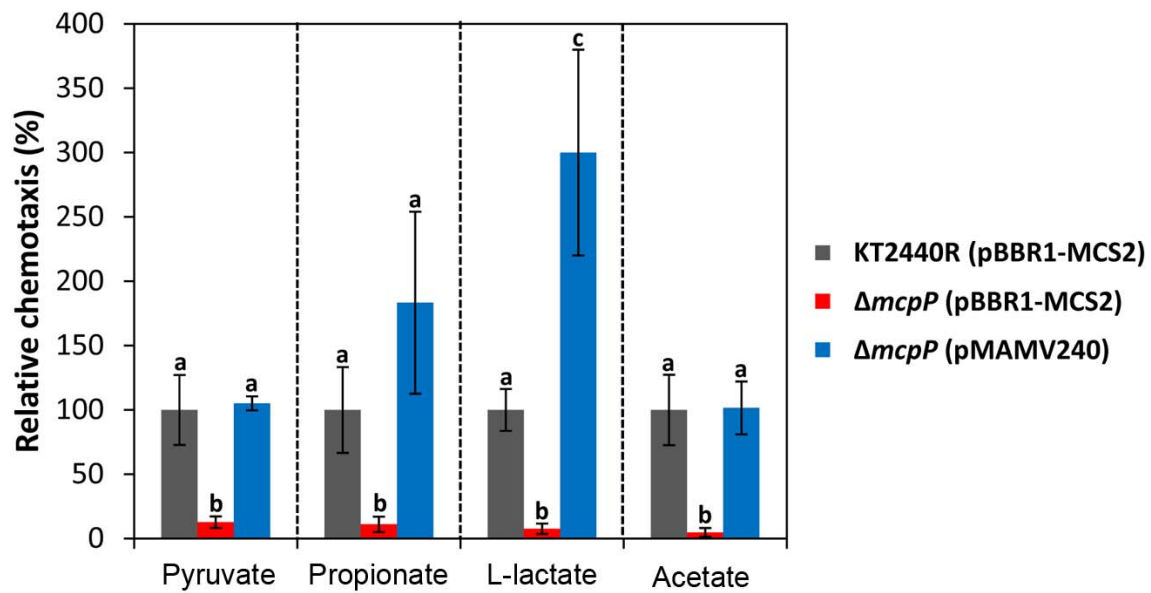 Relative chemotaxis (%)
400
350
300
250
200
150
100
50
0
a
b
a
a
b
a
a
b
c
a
b
a
Pyruvate
Propionate
L-lactate
Acetate
KT2440R (pBBR1-MCS2)
ΔmcpP (pBBR1-MCS2)
ΔmcpP (pMAMV240)